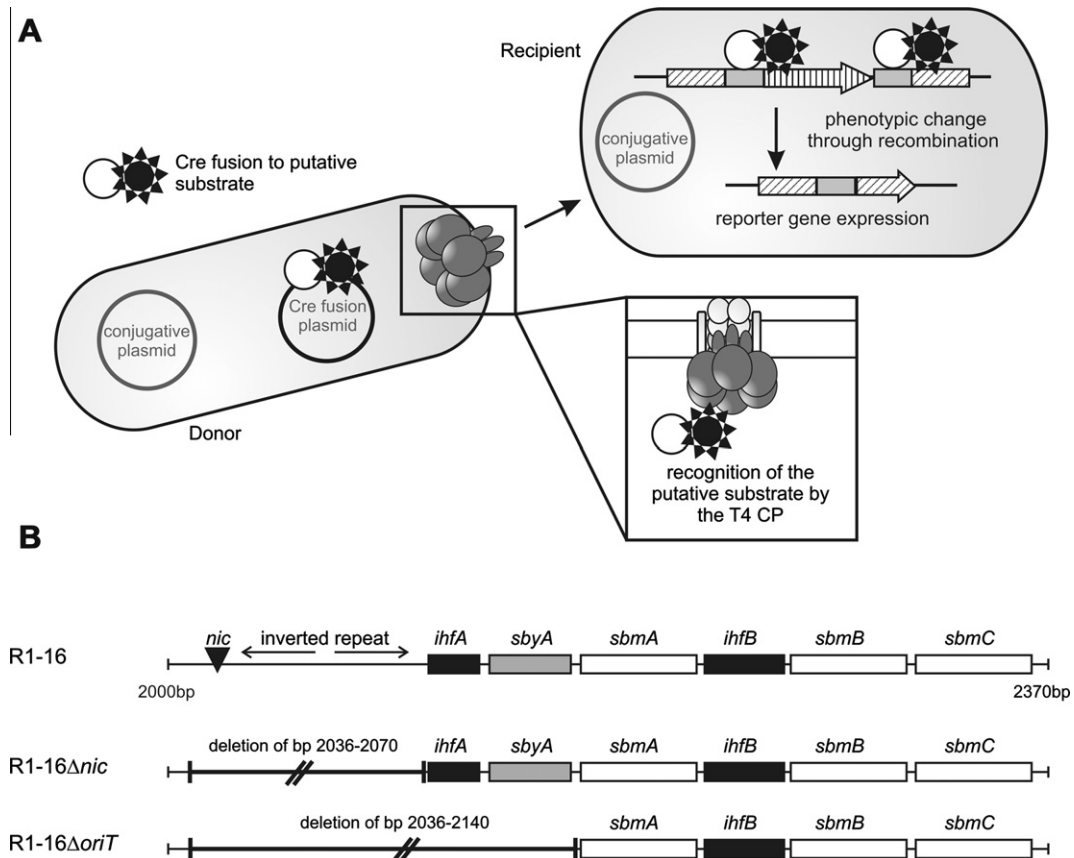 A
Recipient
conjugative
plasmid
phenotypic change
through recombination
reporter gene expression
Cre fusion to putative
substrate
conjugative
plasmid
Cre fusion
plasmid
Donor
recognition of the
putative substrate by
the T4 CP
B
R1-16
nic
inverted repeat
ihfA
sbyA
sbmA
ihfB
sbmB
sbmC
2000bp
2370bp
R1-16Δnic
deletion of bp 2036-2070
ihfA
sbyA
sbmA
ihfB
sbmB
sbmC
R1-16ΔoriT
deletion of bp 2036-2140
sbmA
ihfB
sbmB
sbmC